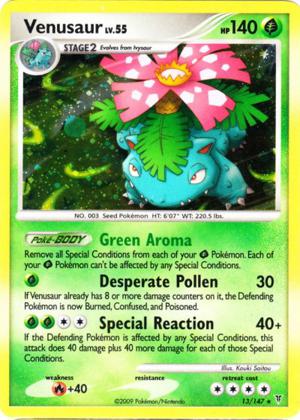 Venusaur LV.55
HP 140
STAGE 2 Evolves from Ivysaur
NO. 003 Seed Pokémon HT: 6'07" WT: 220.5 lbs.
Poké-BODY Green Aroma
Remove all Special Conditions from each of your Pokémon. Each of
your Pokémon can't be affected by any Special Conditions.
Desperate Pollen 30
If Venusaur already has 8 or more damage counters on it, the Defending
Pokémon is now Burned, Confused, and Poisoned.
Special Reaction 40+
If the Defending Pokémon is affected by any Special Conditions, this
attack does 40 damage plus 40 more damage for each of those Special
Conditions.
Illus. Kouki Saitou
weakness resistance retreat cost
+40
©2009 Pokémon/Nintendo 13/147 ★